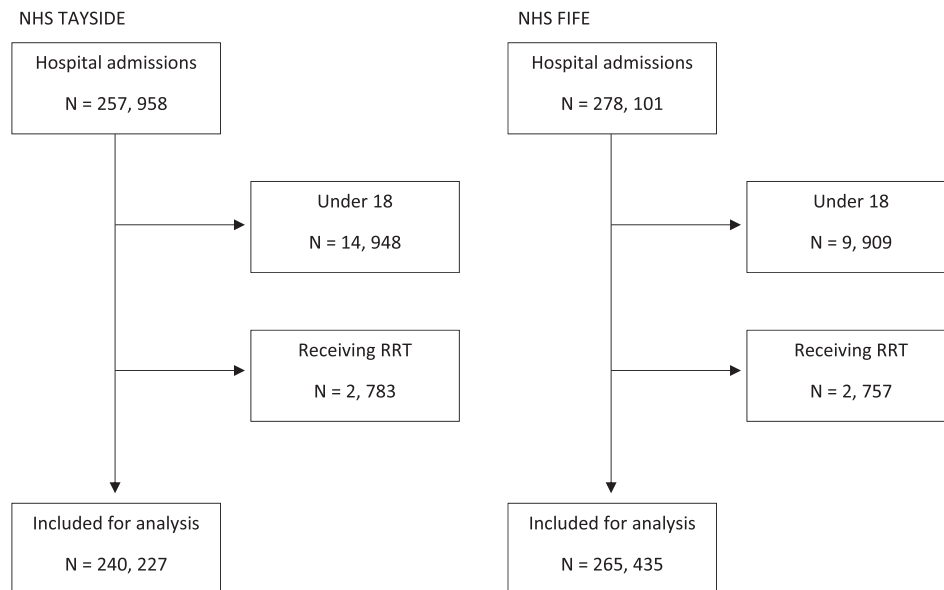 NHS TAYSIDE
Hospital admissions
N = 257, 958
Under 18
N = 14, 948
Receiving RRT
N = 2, 783
Included for analysis
N = 240, 227
NHS FIFE
Hospital admissions
N = 278, 101
Under 18
N = 9, 909
Receiving RRT
N = 2, 757
Included for analysis
N = 265, 435